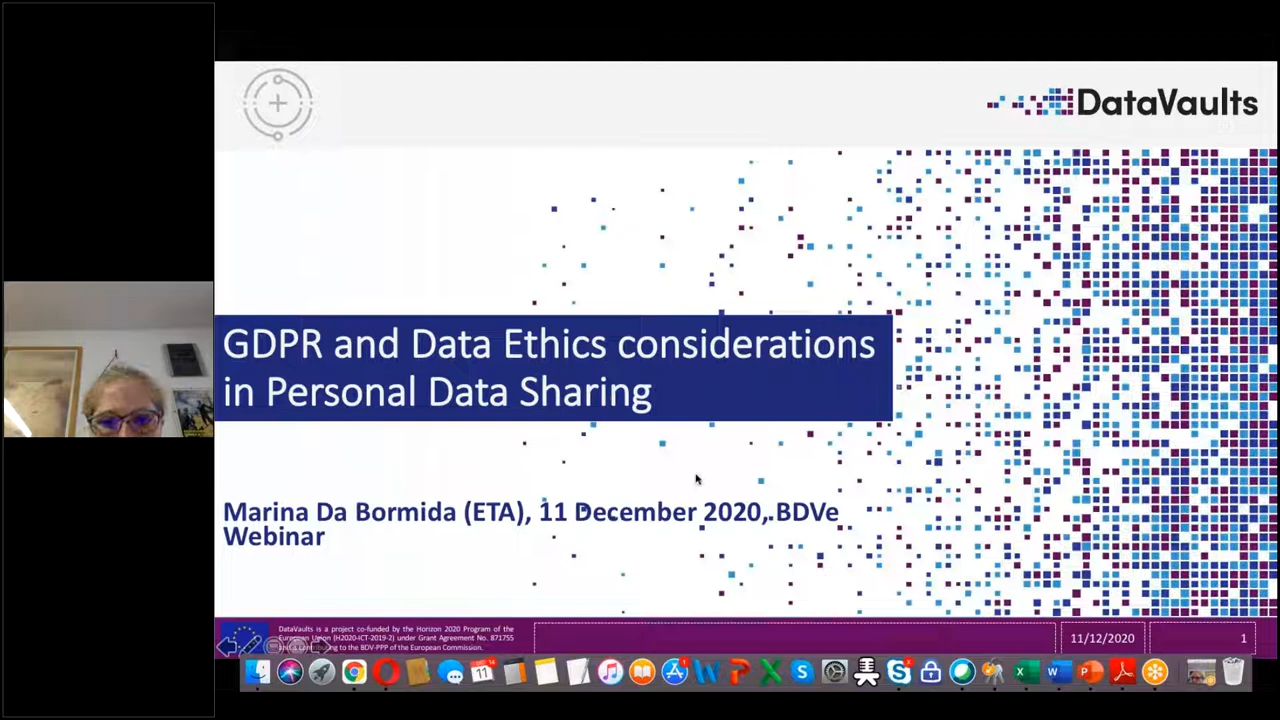 DataVaults
GDPR and Data Ethics considerations
in Personal Data Sharing
Marina Da Bormida (ETA), 11 December 2020, BDVe
Webinar
DataVaults is a project co-funded by the Horizon 2020 Program of the
European Union (H2020-ICT-2019-2) under Grant Agreement No. 871755
to the BDV-PPP of the European Commission.
11/12/2020
1
11